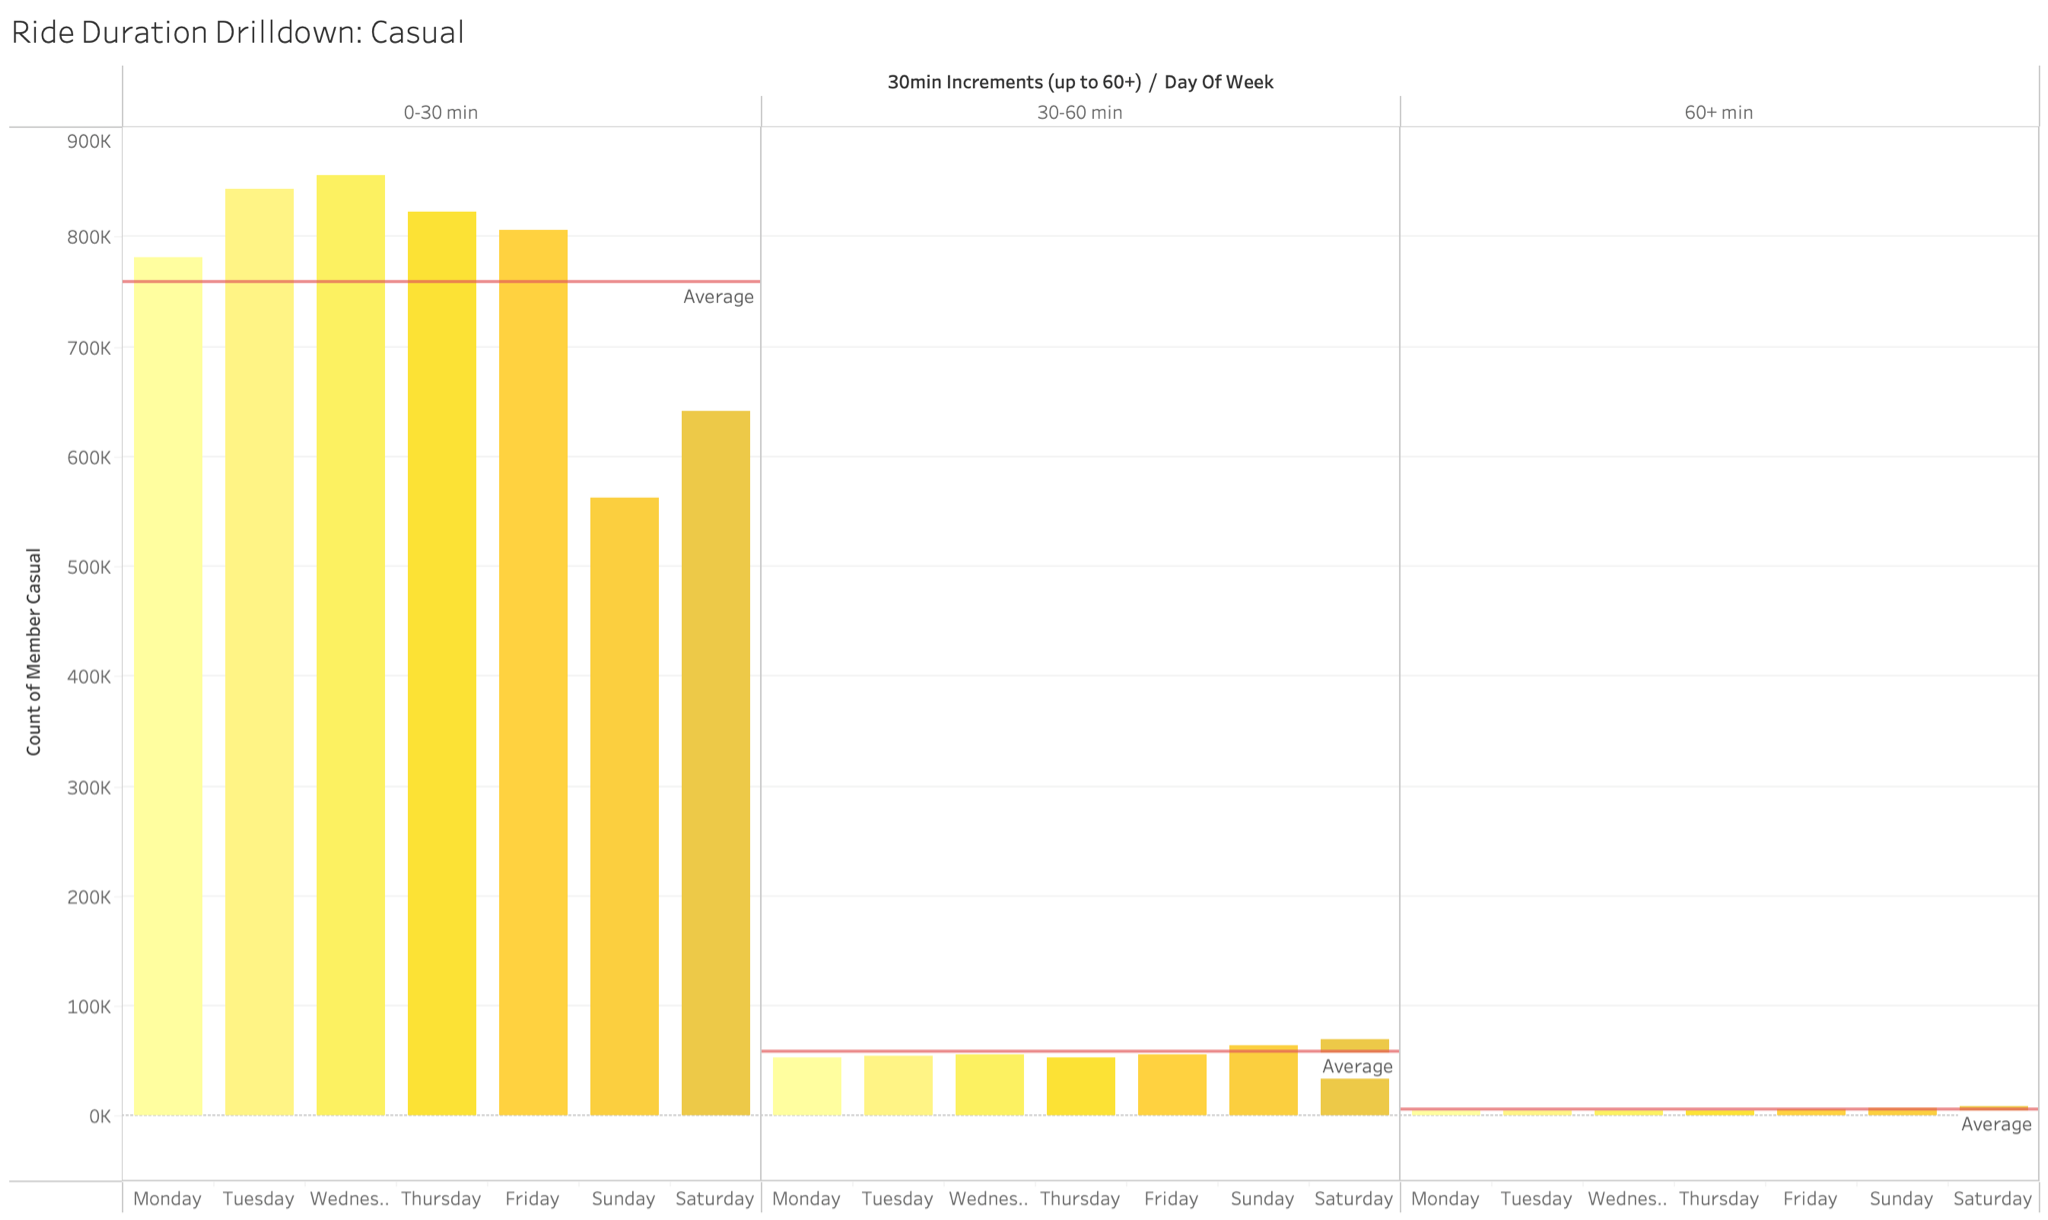 Ride Duration Drilldown: Casual
30min Increments (up to 60+) / Day Of Week
0-30 min 30-60 min 60+ min
Count of Member Casual
900K
800K
700K
600K
500K
400K
300K
200K
100K
0K
Average
Average
Average
Monday Tuesday Wednes.. Thursday Friday Sunday Saturday Monday Tuesday Wednes.. Thursday Friday Sunday Saturday Monday Tuesday Wednes.. Thursday Friday Sunday Saturday